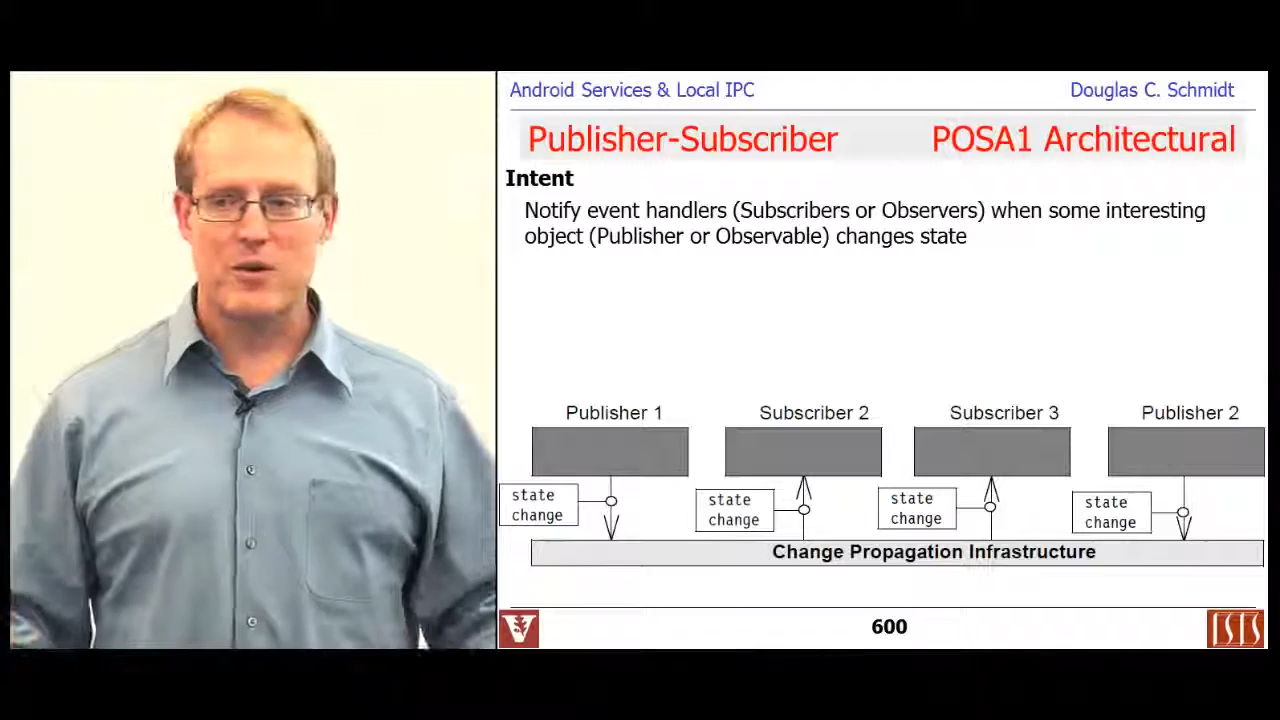 Android Services & Local IPC
Douglas C. Schmidt
Publisher-Subscriber
POSA1 Architectural
Intent
Notify event handlers (Subscribers or Observers) when some interesting
object (Publisher or Observable) changes state
Publisher 1
Subscriber 2
Subscriber 3
Publisher 2
state
change
state
change
state
change
state
change
Change Propagation Infrastructure
600
V
ISIS